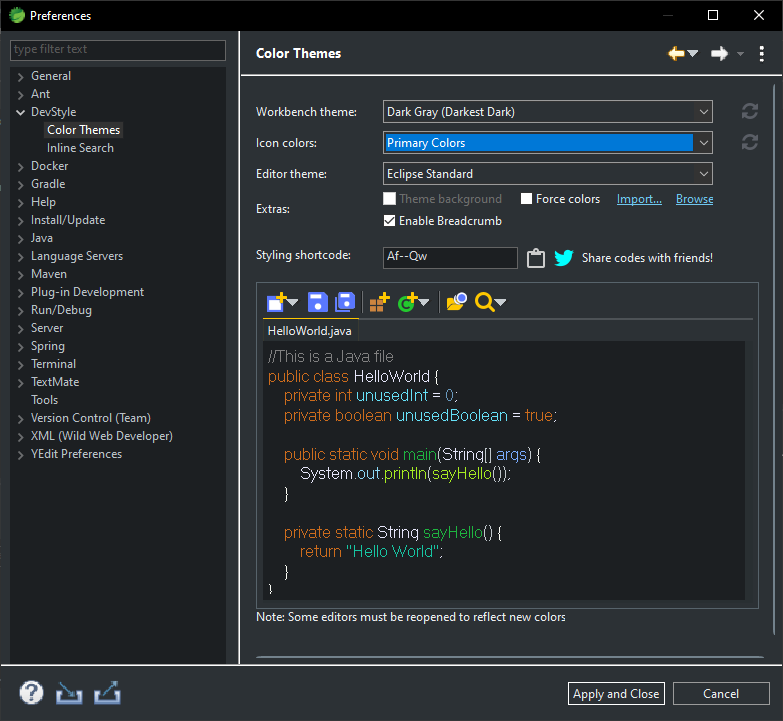 Preferences
type filter text
General
Ant
DevStyle
Color Themes
Inline Search
Docker
Gradle
Help
Install/Update
Java
Language Servers
Maven
Plug-in Development
Run/Debug
Server
Spring
Terminal
TextMate
Tools
Version Control (Team)
XML (Wild Web Developer)
YEdit Preferences
Color Themes
Workbench theme: Dark Gray (Darkest Dark)
Icon colors: Primary Colors
Editor theme: Eclipse Standard
Extras: Theme background Force colors Import... Browse
Enable Breadcrumb
Styling shortcode: Af--Qw Share codes with friends!
HelloWorld.java
//This is a Java file
public class HelloWorld {
private int unusedInt = 0;
private boolean unusedBoolean = true;
public static void main(String[] args) {
System.out.println(sayHello());
}
private static String sayHello() {
return "Hello World";
}
}
Note: Some editors must be reopened to reflect new colors
Apply and Close Cancel